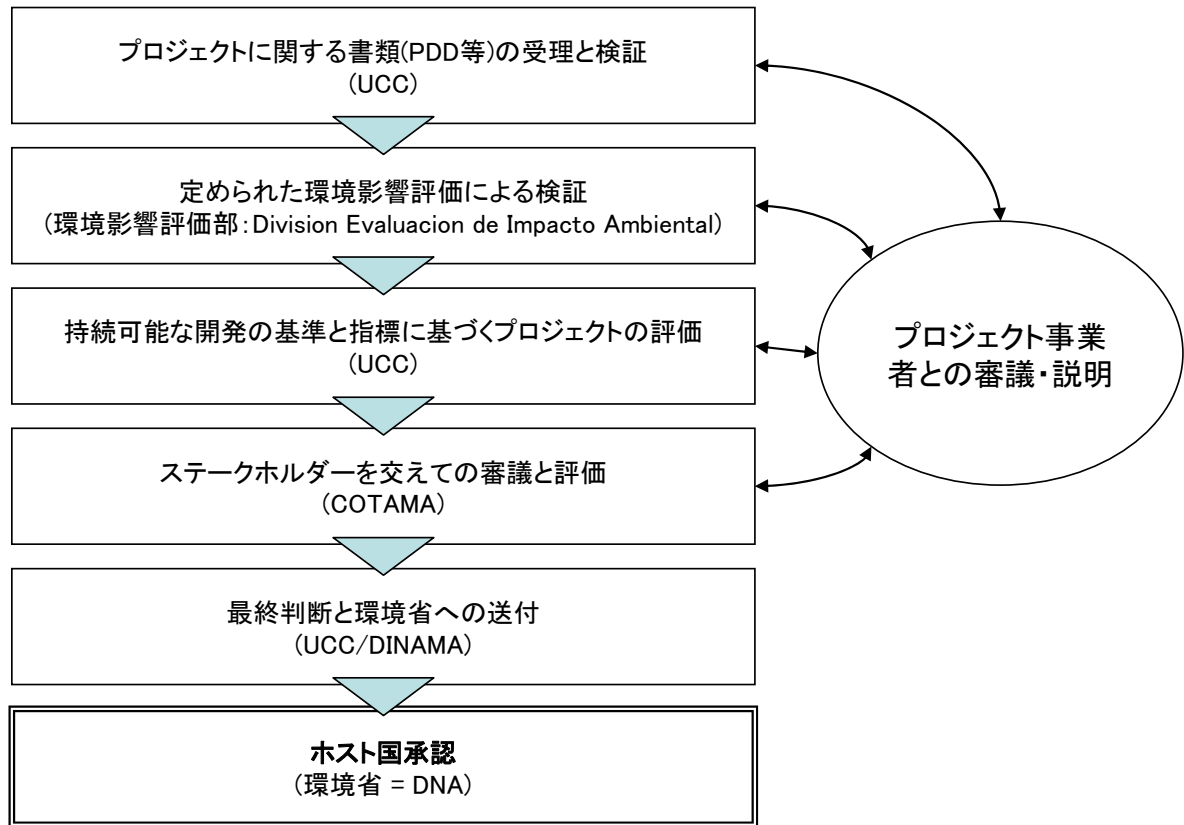 プロジェクトに関する書類(PDD等)の受理と検証
(UCC)
定められた環境影響評価による検証
(環境影響評価部:Division Evaluacion de Impacto Ambiental)
持続可能な開発の基準と指標に基づくプロジェクトの評価
(UCC)
ステークホルダーを交えての審議と評価
(COTAMA)
最終判断と環境省への送付
(UCC/DINAMA)
ホスト国承認
(環境省 = DNA)
プロジェクト事業
者との審議・説明